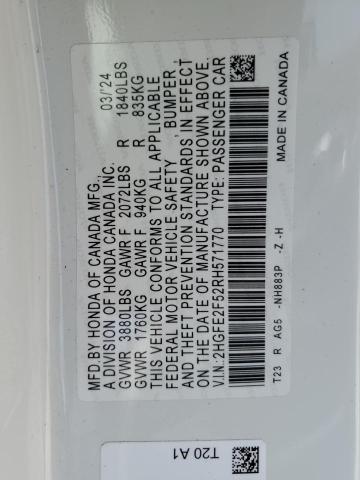 MFD BY HONDA OF CANADA MFG., 03/'24
A DIVISION OF HONDA CANADA INC.
GVWR 3880LBS GAWR F 2072LBS R 1840LBS
GVWR 1760KG GAWR F 940KG R 835KG
THIS VEHICLE CONFORMS TO ALL APPLICABLE
FEDERAL MOTOR VEHICLE SAFETY , BUMPER
AND THEFT PREVENTION STANDARDS IN EFFECT
ON THE DATE OF MANUFACTURE SHOWN ABOVE.
V.I.N.: 2HGFE2F52RH571770 TYPE: PASSENGER CAR
T23 R AG5 -NH883P -Z -H
MADE IN CANADA
T20 A1